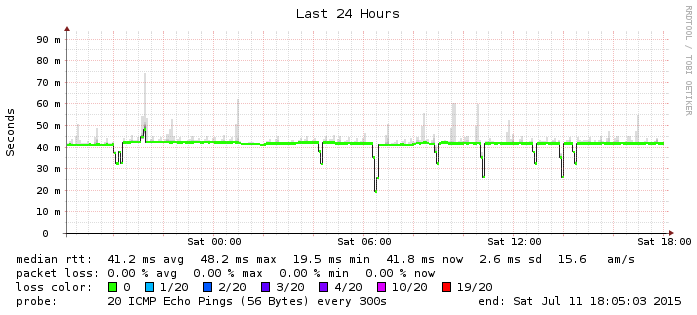 Last 24 Hours
RRDTOOL / TOBI OETIKER
Seconds
90 m
80 m
70 m
60 m
50 m
40 m
30 m
20 m
10 m
0
Sat 00:00 Sat 06:00 Sat 12:00 Sat 18:00
median rtt: 41.2 ms avg 48.2 ms max 19.5 ms min 41.8 ms now 2.6 ms sd 15.6 am/s
packet loss: 0.00 % avg 0.00 % max 0.00 % min 0.00 % now
loss color: 0 1/20 2/20 3/20 4/20 10/20 19/20
probe: 20 ICMP Echo Pings (56 Bytes) every 300s end: Sat Jul 11 18:05:03 2015